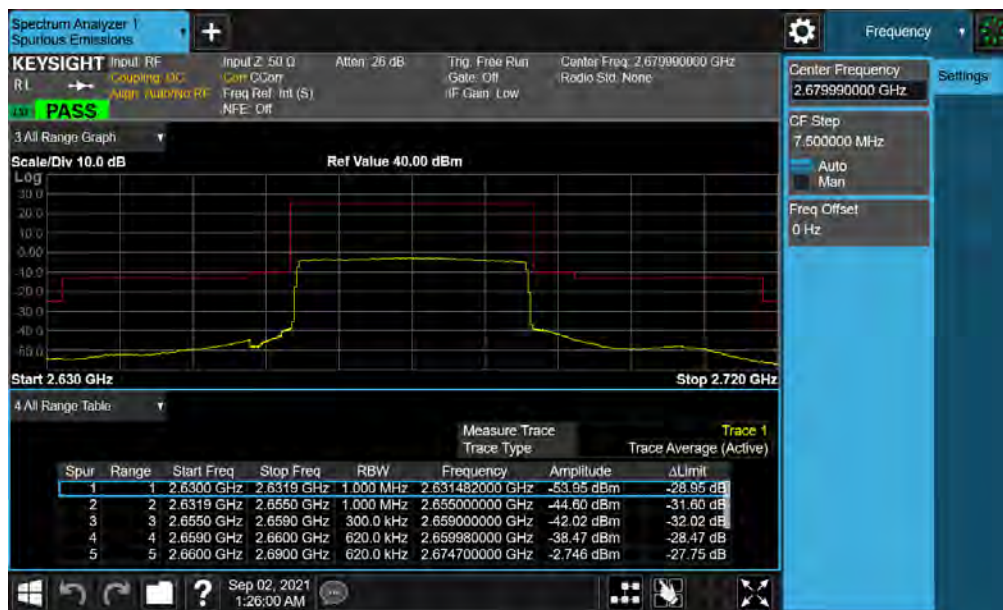 Spectrum Analyzer 1
Spurious Emissions
Frequency
KEYSIGHT Input: RF Input Z: 50 Ω Atten: 26 dB Trig: Free Run Center Freq: 2.679990000 GHz
Coupling: DC Corr CCorr Gate: Off Radio Std: None
Align: Auto/No RF Freq Ref: Int (S) IF Gain: Low
NFE: Off
PASS
Center Frequency
2.679990000 GHz
Settings
CF Step
7.500000 MHz
Auto
Man
Freq Offset
0 Hz
3 All Range Graph
Scale/Div 10.0 dB Ref Value 40.00 dBm
Log
30.0
20.0
10.0
0.00
-10.0
-20.0
-30.0
-40.0
-50.0
Start 2.630 GHz Stop 2.720 GHz
4 All Range Table
Measure Trace Trace 1
Trace Type Trace Average (Active)
Spur Range Start Freq Stop Freq RBW Frequency Amplitude ΔLimit
1 1 2.6300 GHz 2.6319 GHz 1.000 MHz 2.631482000 GHz -53.95 dBm -28.95 dB
2 2 2.6319 GHz 2.6550 GHz 1.000 MHz 2.655000000 GHz -44.60 dBm -31.60 dB
3 3 2.6550 GHz 2.6590 GHz 300.0 kHz 2.659000000 GHz -42.02 dBm -32.02 dB
4 4 2.6590 GHz 2.6600 GHz 620.0 kHz 2.659980000 GHz -38.47 dBm -28.47 dB
5 5 2.6600 GHz 2.6900 GHz 620.0 kHz 2.674700000 GHz -2.746 dBm -27.75 dB
Sep 02, 2021
1:26:00 AM